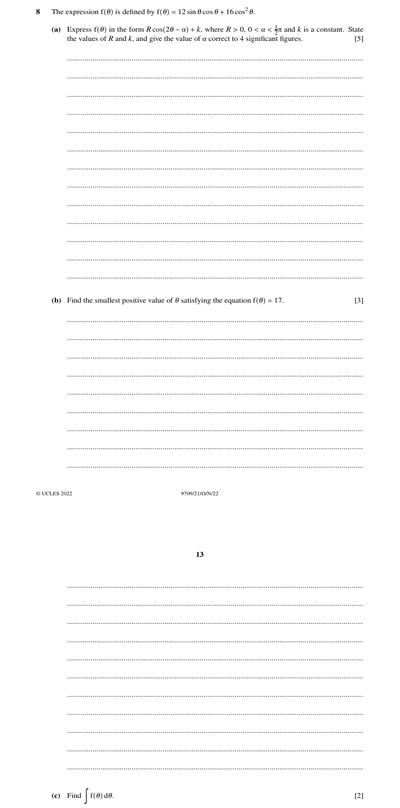 8 The expression f(θ) is defined by f(θ) = 12 sin θ cos θ + 16 cos² θ.
(a) Express f(θ) in the form R cos(2θ − α) + k, where R > 0, 0 < α < ½π and k is a constant. State
the values of R and k, and give the value of α correct to 4 significant figures. [5]
(b) Find the smallest positive value of θ satisfying the equation f(θ) = 17. [3]
© UCLES 2022 9709/21/O/N/22
13
(c) Find ∫ f(θ) dθ. [2]